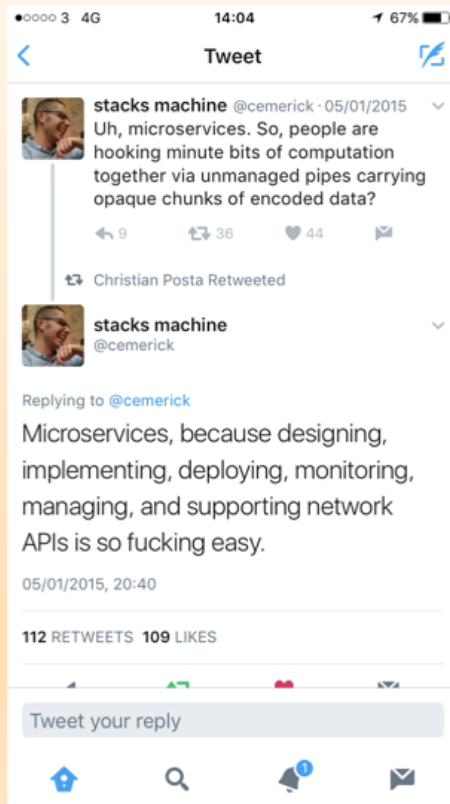 3 4G 14:04 67%
Tweet
stacks machine @cemerick · 05/01/2015
Uh, microservices. So, people are
hooking minute bits of computation
together via unmanaged pipes carrying
opaque chunks of encoded data?
9 36 44
Christian Posta Retweeted
stacks machine
@cemerick
Replying to @cemerick
Microservices, because designing,
implementing, deploying, monitoring,
managing, and supporting network
APIs is so fucking easy.
05/01/2015, 20:40
112 RETWEETS 109 LIKES
Tweet your reply
1